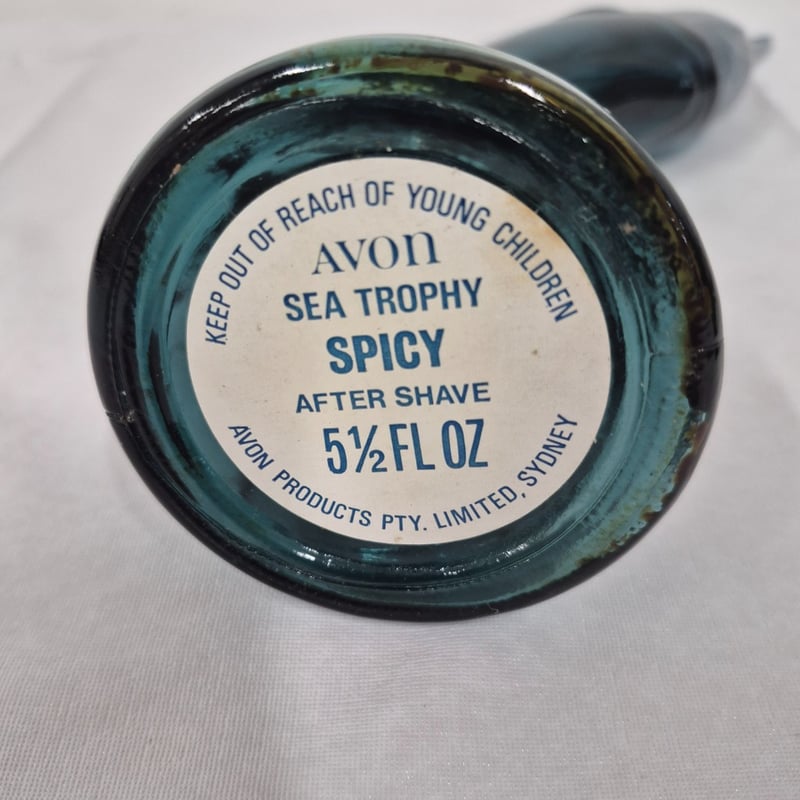 KEEP OUT OF REACH OF YOUNG CHILDREN
AVON
SEA TROPHY
SPICY
AFTER SHAVE
5½ FL OZ
AVON PRODUCTS PTY. LIMITED, SYDNEY